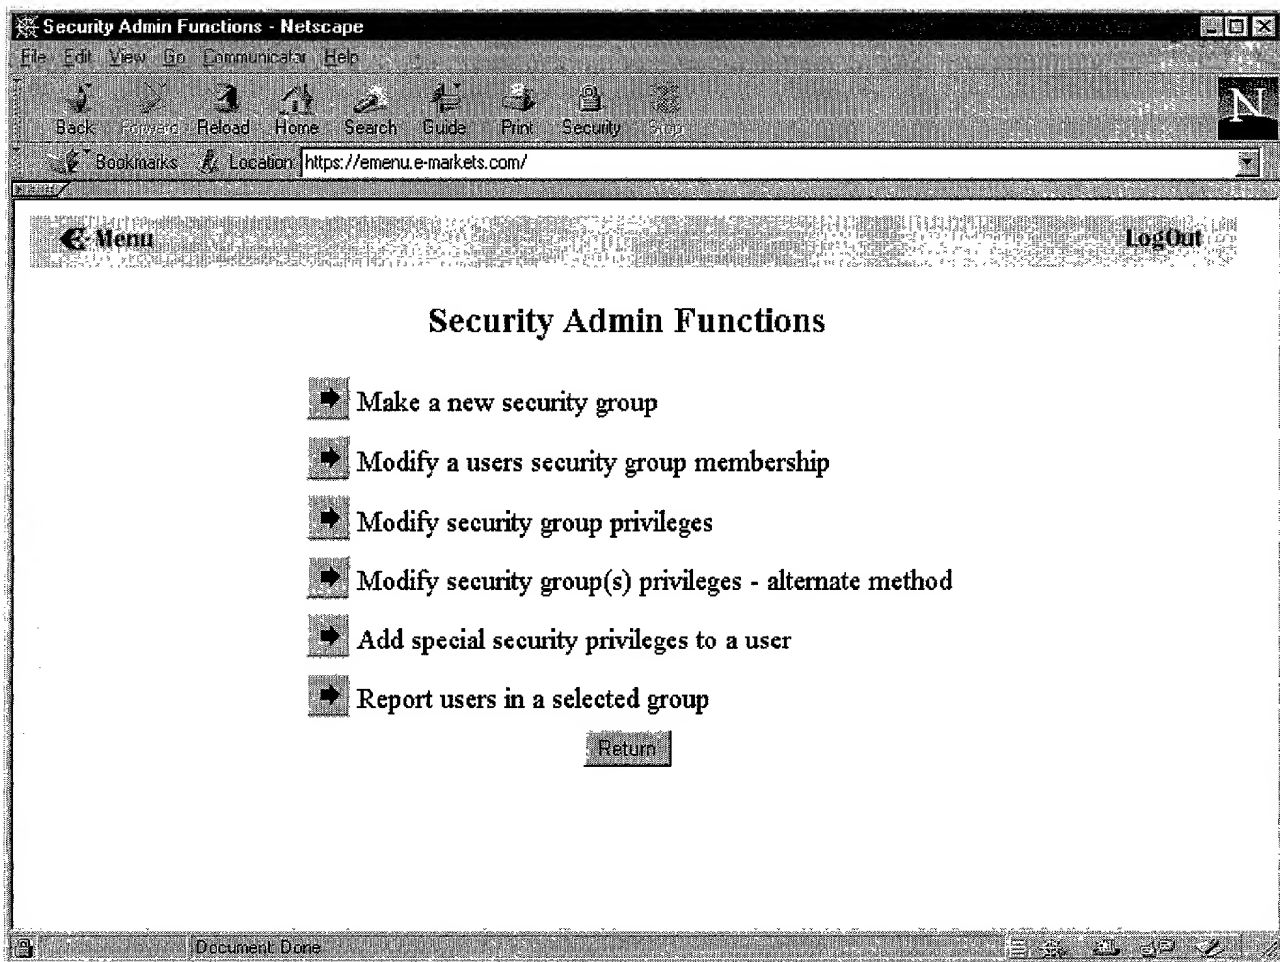 Security Admin Functions - Netscape
File Edit View Go Communicator Help
Back Forward Reload Home Search Guide Print Security Stop
Bookmarks Location https://emenu.e-markets.com/
Menu LogOut
Security Admin Functions
Make a new security group
Modify a users security group membership
Modify security group privileges
Modify security group(s) privileges - alternate method
Add special security privileges to a user
Report users in a selected group
Return
Document: Done